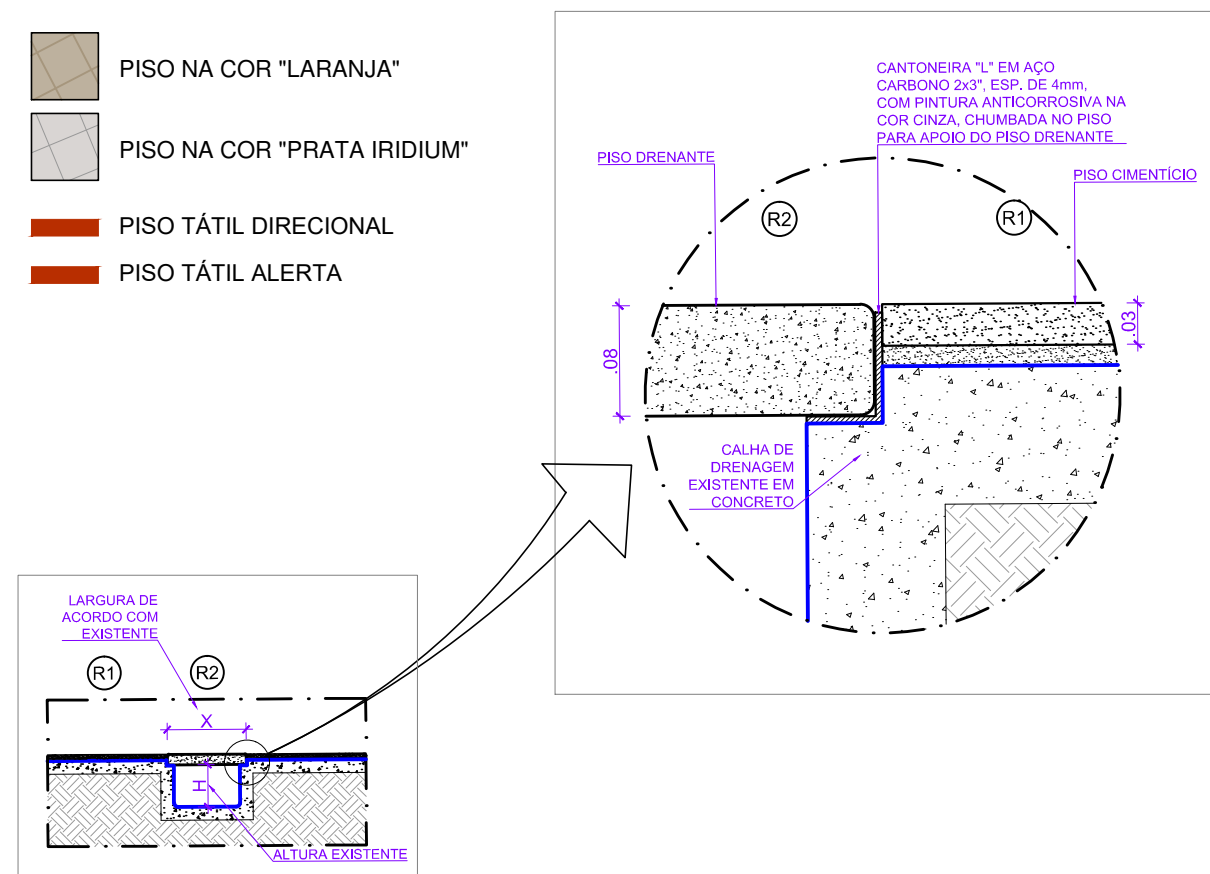 PISO NA COR "LARANJA"
PISO NA COR "PRATA IRIDIUM"
PISO TÁTIL DIRECIONAL
PISO TÁTIL ALERTA
CANTONEIRA "L" EM AÇO
CARBONO 2x3", ESP. DE 4mm,
COM PINTURA ANTICORROSIVA NA
COR CINZA, CHUMBADA NO PISO
PARA APOIO DO PISO DRENANTE
PISO DRENANTE
PISO CIMENTÍCIO
R2
R1
.08
.03
CALHA DE
DRENAGEM
EXISTENTE EM
CONCRETO
LARGURA DE
ACORDO COM
EXISTENTE
R1
R2
X
H
ALTURA EXISTENTE